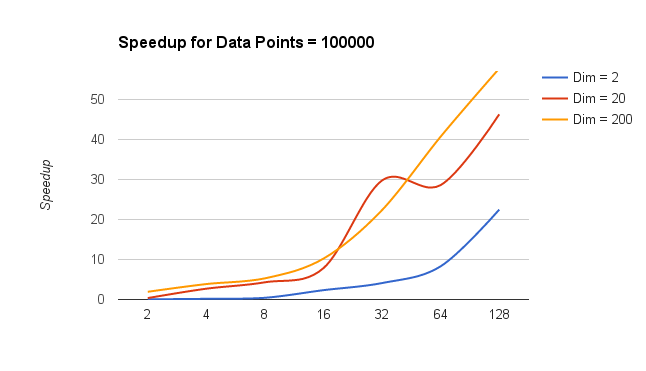 Speedup for Data Points = 100000
Dim = 2
Dim = 20
Dim = 200
Speedup
50
40
30
20
10
0
2 4 8 16 32 64 128